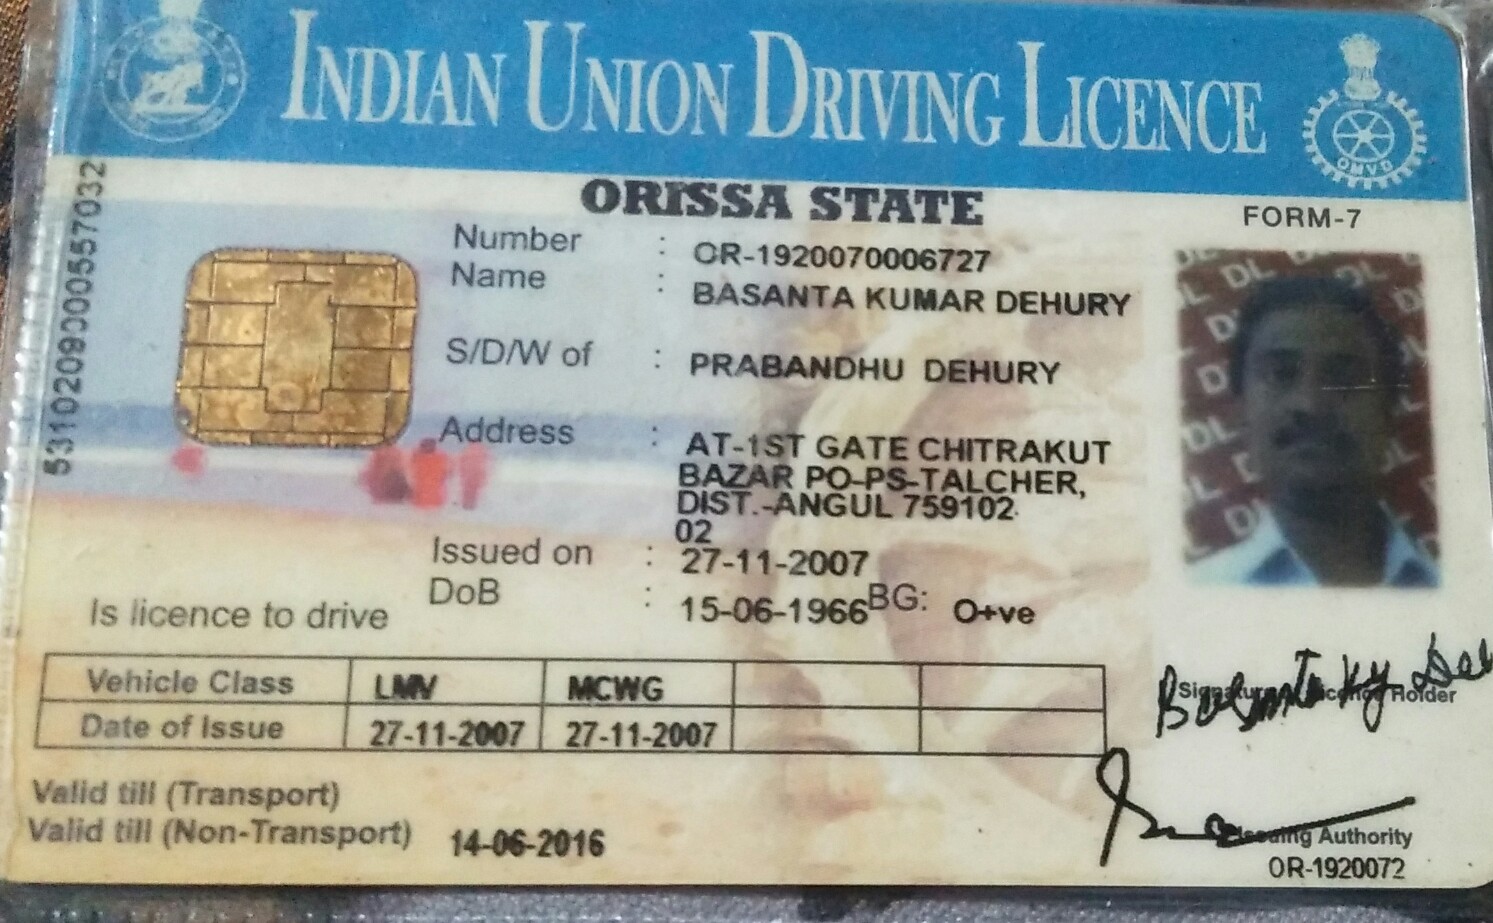 INDIAN UNION DRIVING LICENCE
OMVD
ORISSA STATE
FORM-7
Number : OR-1920070006727
Name : BASANTA KUMAR DEHURY
S/D/W of : PRABANDHU DEHURY
Address : AT-1ST GATE CHITRAKUT
BAZAR PO-PS-TALCHER,
DIST.-ANGUL 759102
02
Issued on : 27-11-2007
DoB : 15-06-1966 BG: O+ve
Is licence to drive
Vehicle Class LMV MCWG
Date of Issue 27-11-2007 27-11-2007
Valid till (Transport)
Valid till (Non-Transport) 14-06-2016
Basanta Ky
Signature Licence Holder
Issuing Authority
OR-1920072